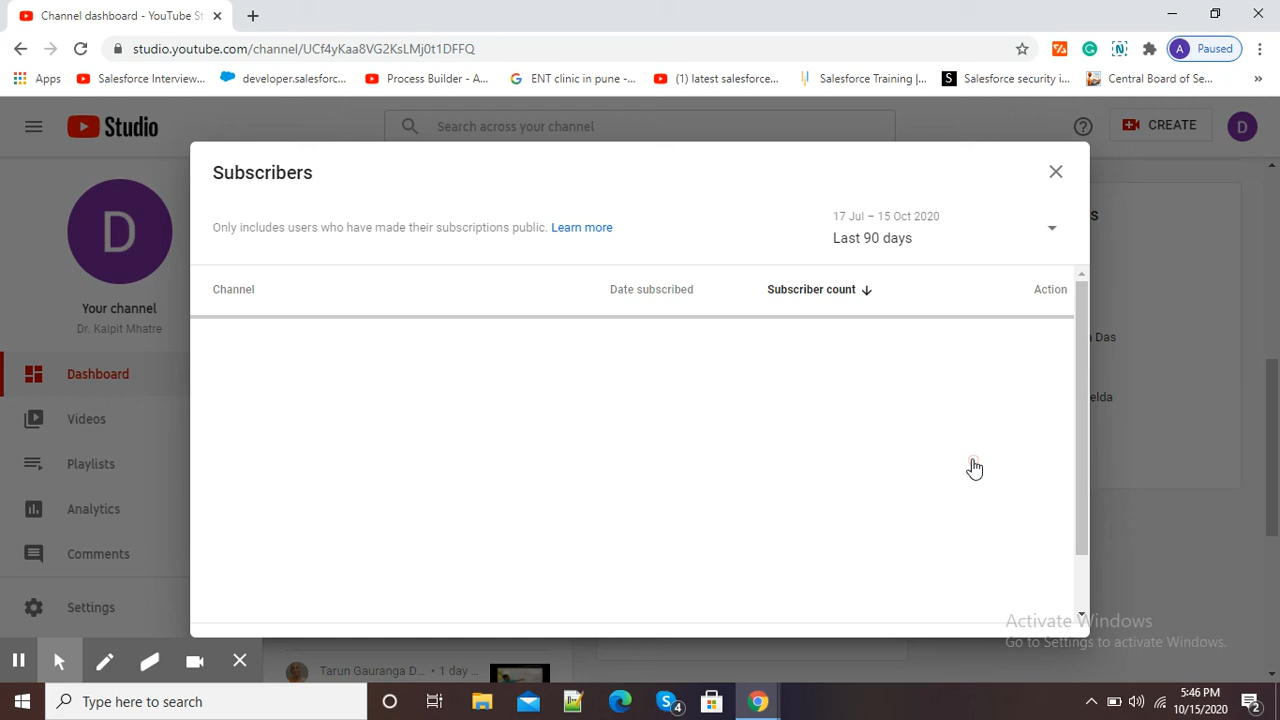 Channel dashboard - YouTube St
studio.youtube.com/channel/UCf4yKaa8VG2KsLMj0t1DFFQ
A Paused
Apps Salesforce Interview... developer.salesforc... Process Builder - A... ENT clinic in pune -... (1) latest salesforce... Salesforce Training |... S Salesforce security i... Central Board of Se... »
Studio
Search across your channel
CREATE
D
Subscribers
Only includes users who have made their subscriptions public. Learn more
17 Jul – 15 Oct 2020
Last 90 days
Channel Date subscribed Subscriber count Action
D
Your channel
Dr. Kalpit Mhatre
Dashboard
Videos
Playlists
Analytics
Comments
Settings
s
Das
elda
Tarun Gauranga D... • 1 day ...
Activate Windows
Go to Settings to activate Windows.
Type here to search
4
5:46 PM
10/15/2020
2